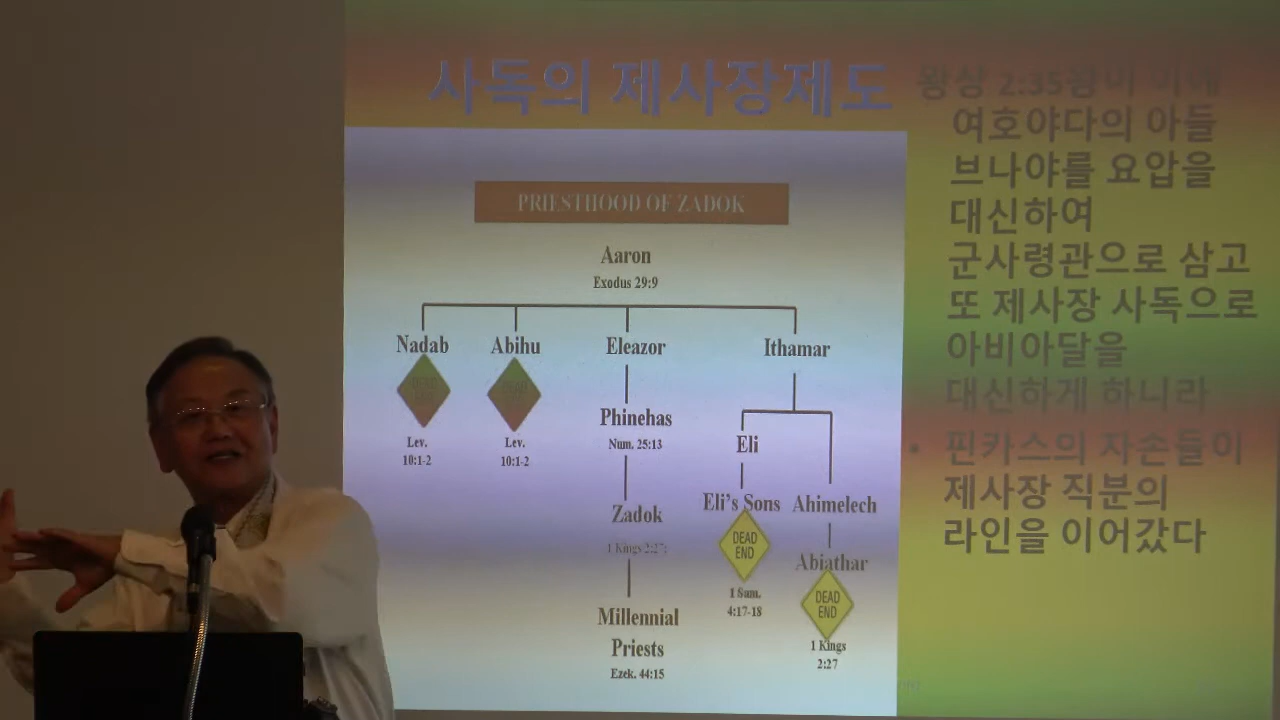 사독의 제사장제도
PRIESTHOOD OF ZADOK
Aaron
Exodus 29:9
Nadab Abihu Eleazor Ithamar
Lev.
10:1-2
Lev.
10:1-2
Phinehas
Num. 25:13
Zadok
1 Kings 2:27:
Millennial
Priests
Ezek. 44:15
Eli
Eli's Sons
DEAD
END
1 Sam.
4:17-18
Ahimelech
Abiathar
DEAD
END
1 Kings
2:27
왕상 2:35왕이 이에
여호야다의 아들
브나야를 요압을
대신하여
군사령관으로 삼고
또 제사장 사독으로
아비아달을
대신하게 하니라
• 핀카스의 자손들이
제사장 직분의
라인을 이어갔다